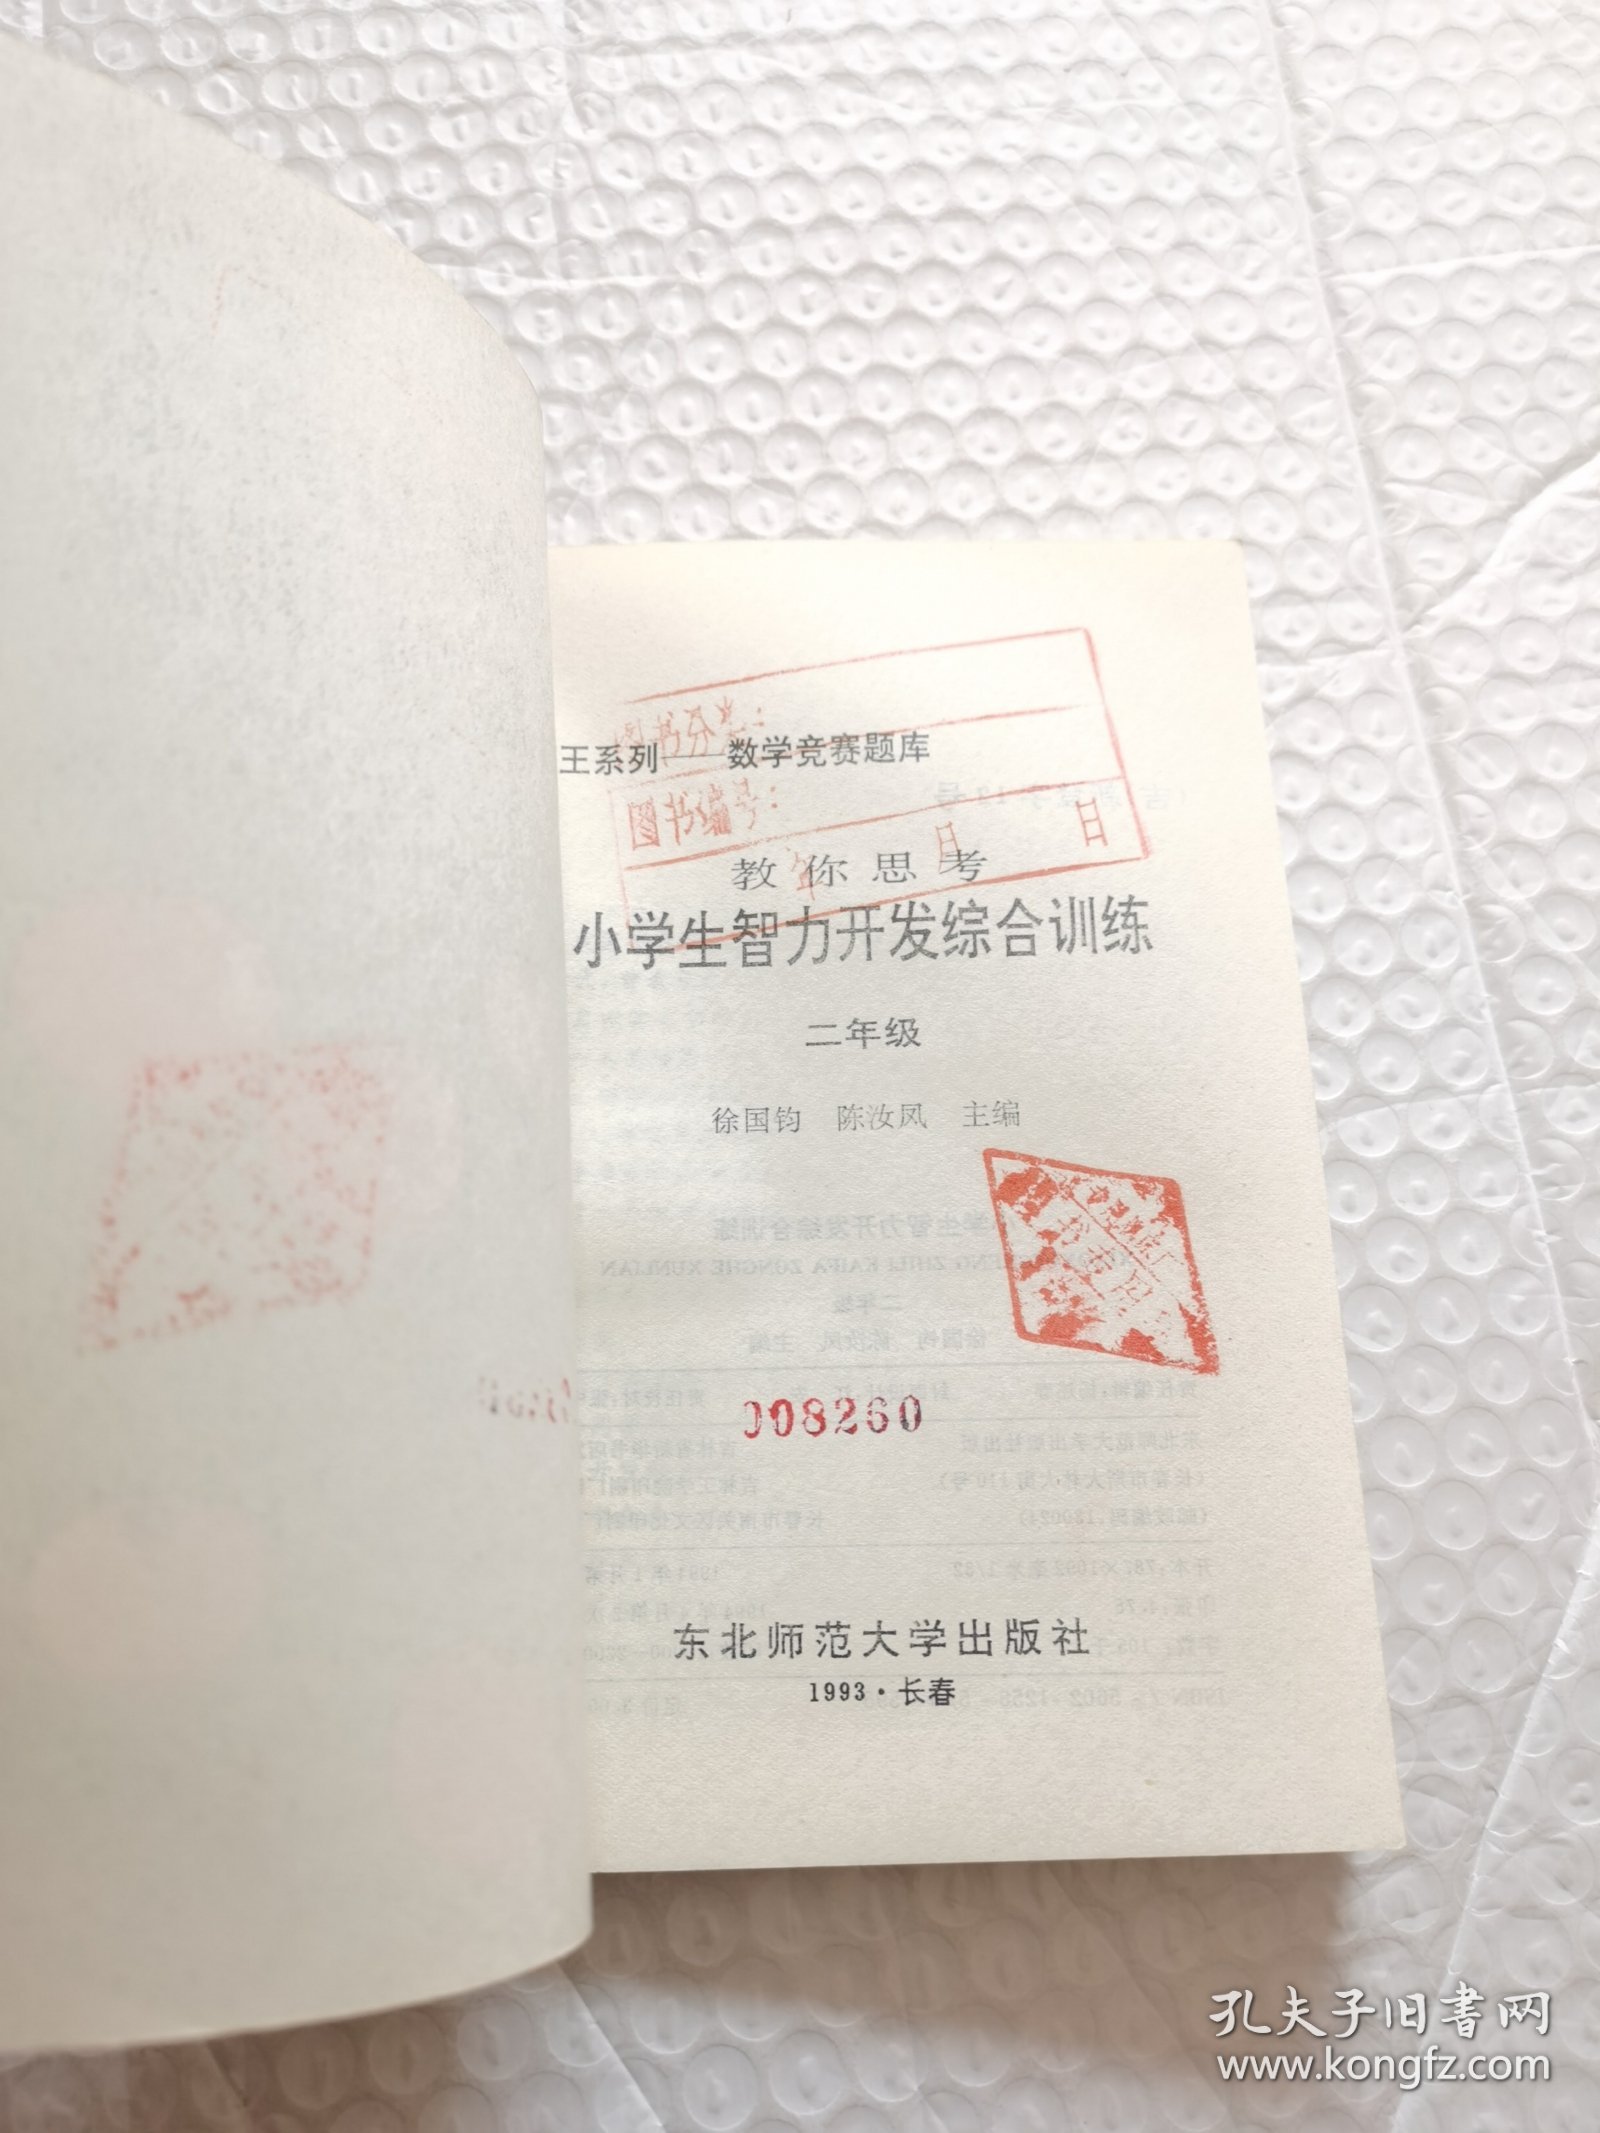 图书分类：
王系列——数学竞赛题库
图书编号：
年 月 日
教你思考
小学生智力开发综合训练
二年级
徐国钧 陈汝凤 主编
008260
东北师范大学出版社
1993·长春
孔夫子旧书网
www.kongfz.com